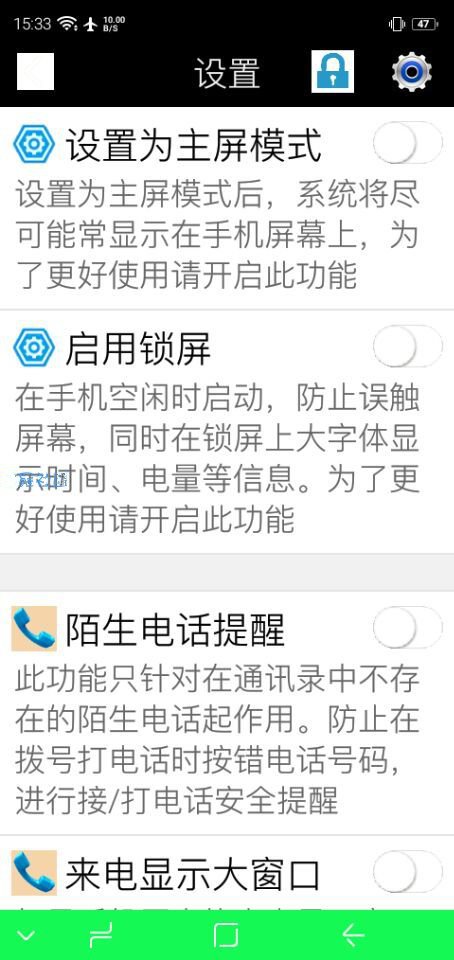 15:33
10.00
B/S
47
设置
设置为主屏模式
设置为主屏模式后，系统将尽
可能常显示在手机屏幕上，为
了更好使用请开启此功能
启用锁屏
在手机空闲时启动，防止误触
屏幕，同时在锁屏上大字体显
示时间、电量等信息。为了更
好使用请开启此功能
陌生电话提醒
此功能只针对在通讯录中不存
在的陌生电话起作用。防止在
拨号打电话时按错电话号码，
进行接/打电话安全提醒
来电显示大窗口